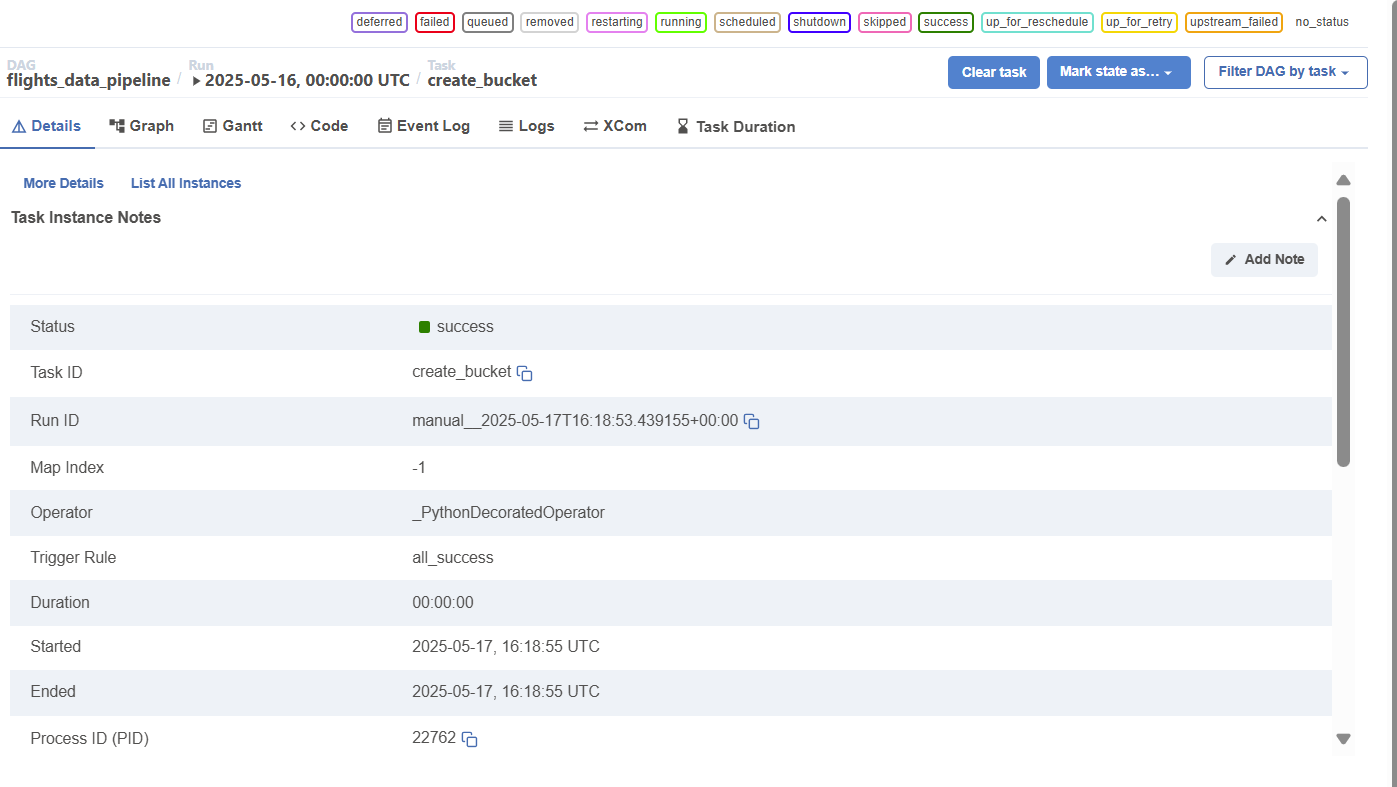 deferred failed queued removed restarting running scheduled shutdown skipped success up_for_reschedule up_for_retry upstream_failed no_status
DAG Run Task
flights_data_pipeline / 2025-05-16, 00:00:00 UTC / create_bucket
Clear task Mark state as... Filter DAG by task
Details Graph Gantt Code Event Log Logs XCom Task Duration
More Details List All Instances
Task Instance Notes
Add Note
Status success
Task ID create_bucket
Run ID manual__2025-05-17T16:18:53.439155+00:00
Map Index -1
Operator _PythonDecoratedOperator
Trigger Rule all_success
Duration 00:00:00
Started 2025-05-17, 16:18:55 UTC
Ended 2025-05-17, 16:18:55 UTC
Process ID (PID) 22762